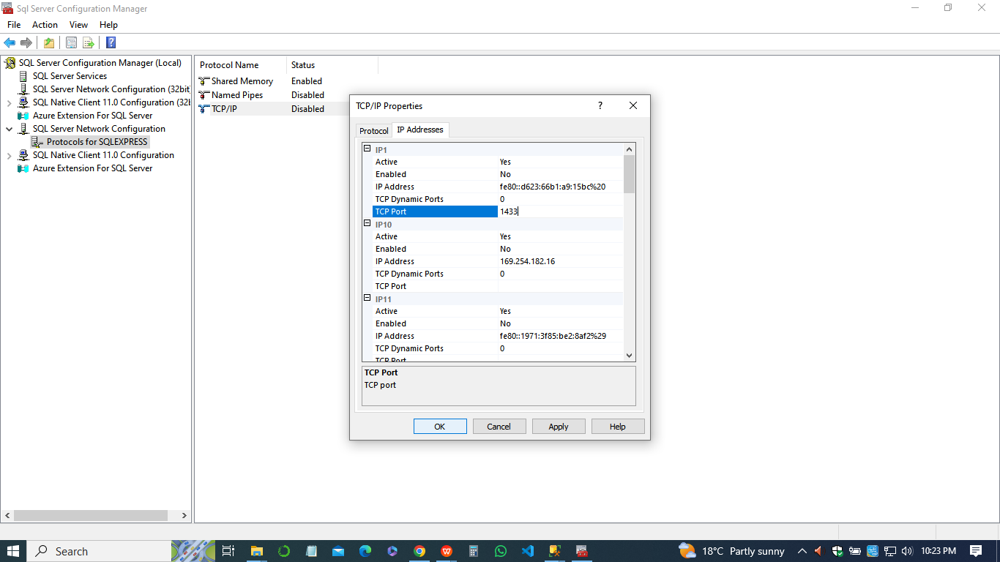 Sql Server Configuration Manager
File Action View Help
SQL Server Configuration Manager (Local)
SQL Server Services
SQL Server Network Configuration (32bit
SQL Native Client 11.0 Configuration (32b
Azure Extension For SQL Server
SQL Server Network Configuration
Protocols for SQLEXPRESS
SQL Native Client 11.0 Configuration
Azure Extension For SQL Server
Protocol Name Status
Shared Memory Enabled
Named Pipes Disabled
TCP/IP Disabled
TCP/IP Properties ?
Protocol IP Addresses
IP1
Active Yes
Enabled No
IP Address fe80::d623:66b1:a9:15bc%20
TCP Dynamic Ports 0
TCP Port 1433
IP10
Active Yes
Enabled No
IP Address 169.254.182.16
TCP Dynamic Ports 0
TCP Port
IP11
Active Yes
Enabled No
IP Address fe80::1971:3f85:be2:8af2%29
TCP Dynamic Ports 0
TCP Port
TCP Port
TCP port
OK Cancel Apply Help
Search
18°C Partly sunny
10:23 PM